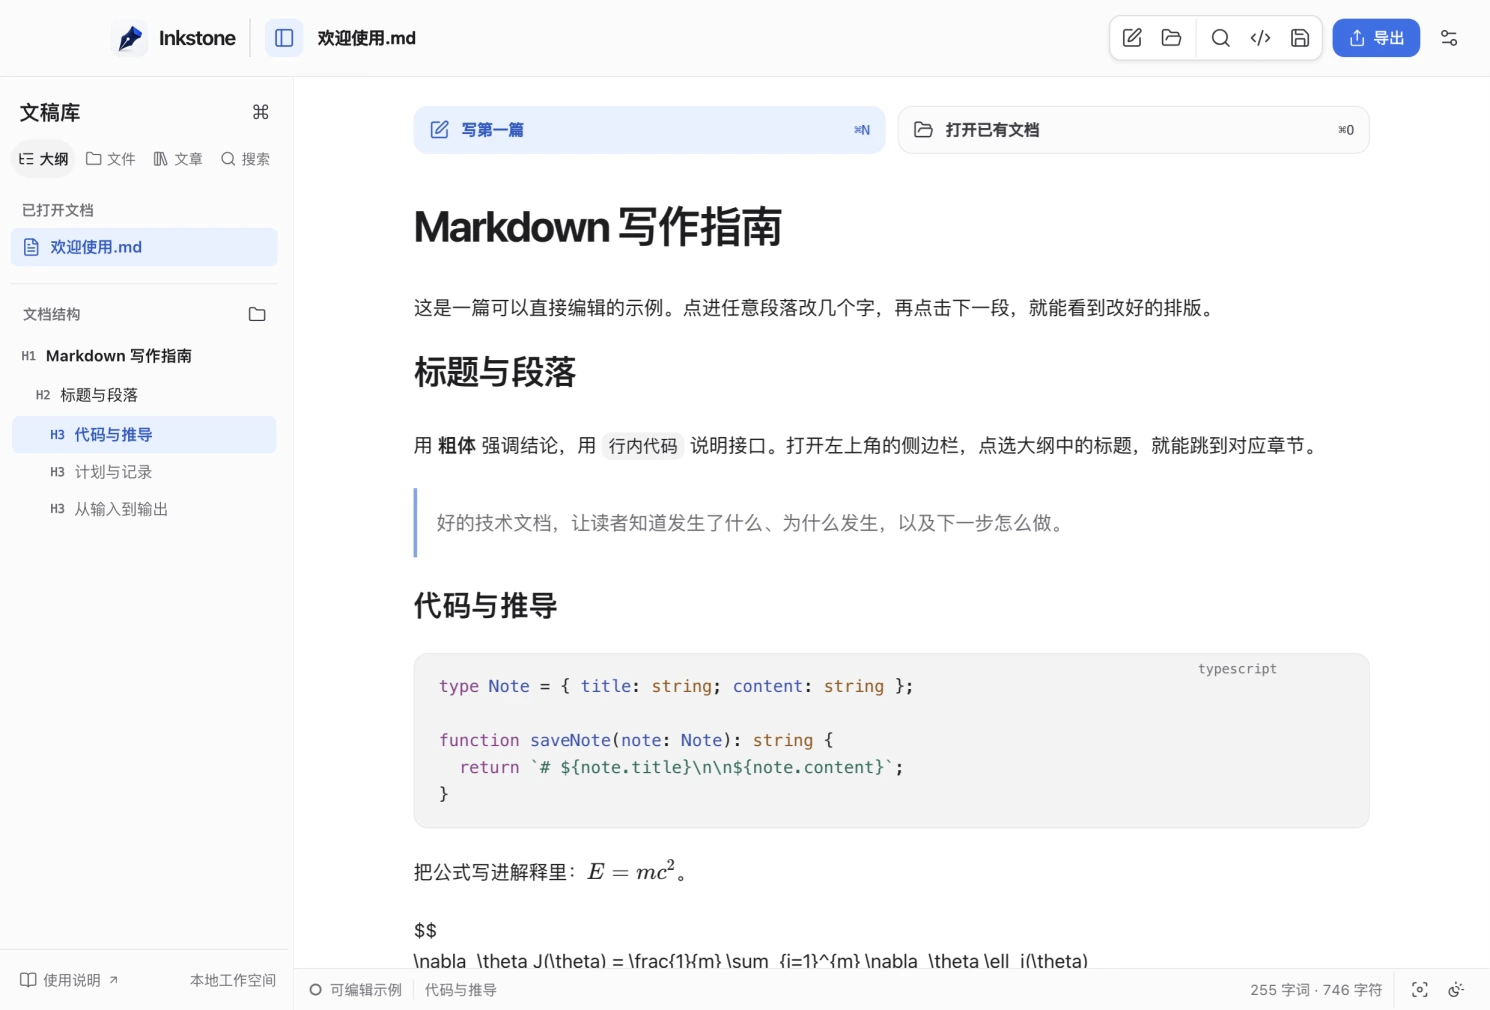 Inkstone
欢迎使用.md
导出
文稿库
⌘
大纲
文件
文章
搜索
已打开文档
欢迎使用.md
文档结构
H1 Markdown 写作指南
H2 标题与段落
H3 代码与推导
H3 计划与记录
H3 从输入到输出
使用说明 ↗
本地工作空间
写第一篇 ⌘N
打开已有文档 ⌘O
Markdown 写作指南
这是一篇可以直接编辑的示例。点进任意段落改几个字，再点击下一段，就能看到改好的排版。
标题与段落
用 粗体 强调结论，用 行内代码 说明接口。打开左上角的侧边栏，点选大纲中的标题，就能跳到对应章节。
好的技术文档，让读者知道发生了什么、为什么发生，以及下一步怎么做。
代码与推导
typescript
type Note = { title: string; content: string };
function saveNote(note: Note): string {
  return `# ${note.title}\n\n${note.content}`;
}
把公式写进解释里：E = mc²。
$$
\nabla_\theta J(\theta) = \frac{1}{m} \sum_{i=1}^{m} \nabla_\theta \ell_i(\theta)
可编辑示例
代码与推导
255 字词 · 746 字符